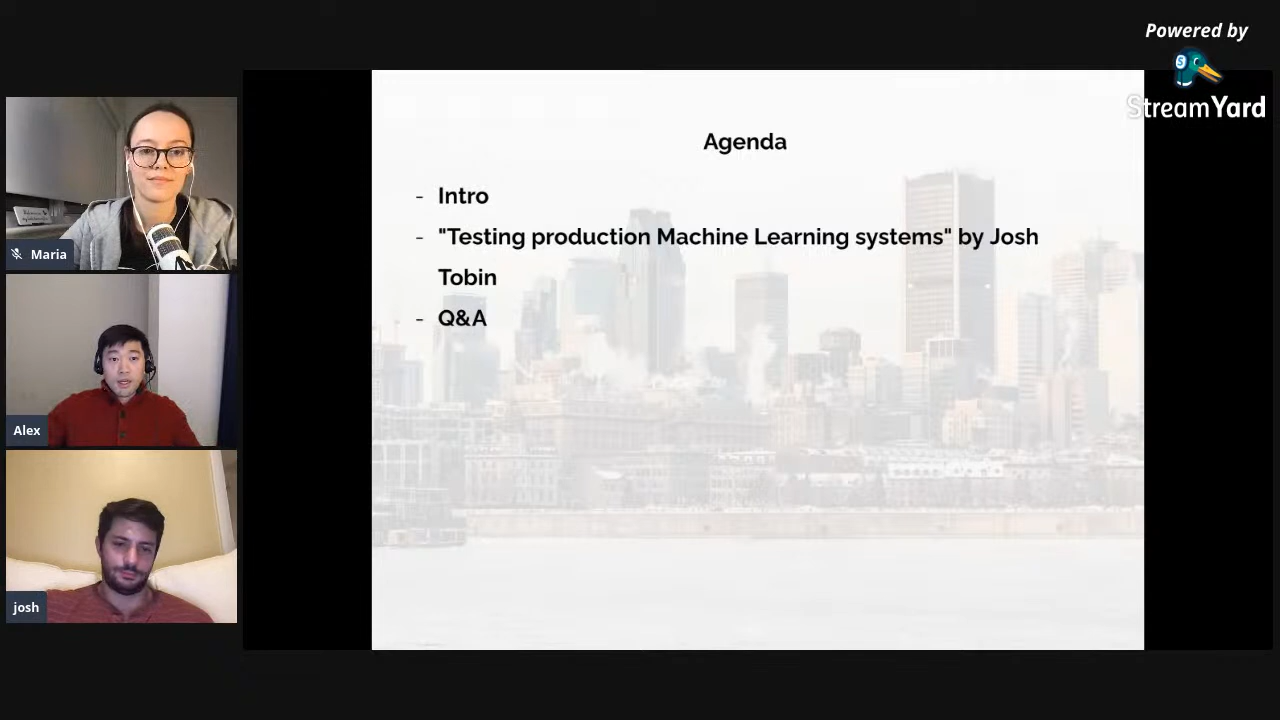 Powered by
StreamYard
Agenda
- Intro
- "Testing production Machine Learning systems" by Josh
Tobin
- Q&A
Maria
Alex
josh